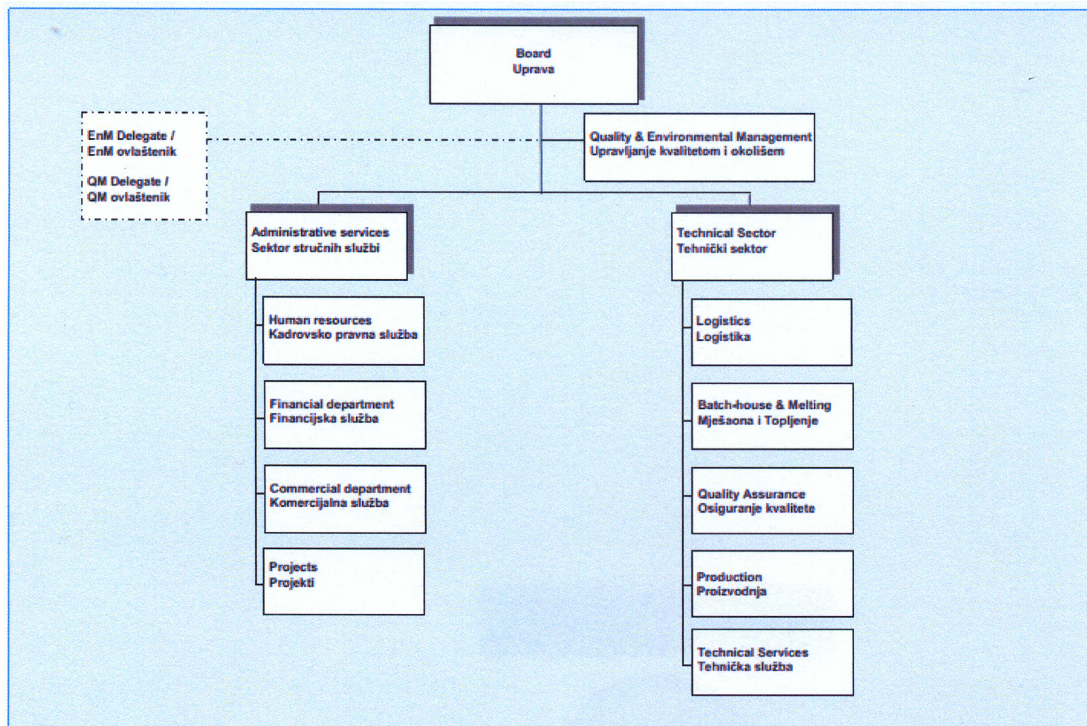 Board
Uprava
EnM Delegate /
EnM ovlaštenik
QM Delegate /
QM ovlaštenik
Quality & Environmental Management
Upravljanje kvalitetom i okolišem
Administrative services
Sektor stručnih službi
Human resources
Kadrovsko pravna služba
Financial department
Financijska služba
Commercial department
Komercijalna služba
Projects
Projekti
Technical Sector
Tehnički sektor
Logistics
Logistika
Batch-house & Melting
Mješaona i Topljenje
Quality Assurance
Osiguranje kvalitete
Production
Proizvodnja
Technical Services
Tehnička služba